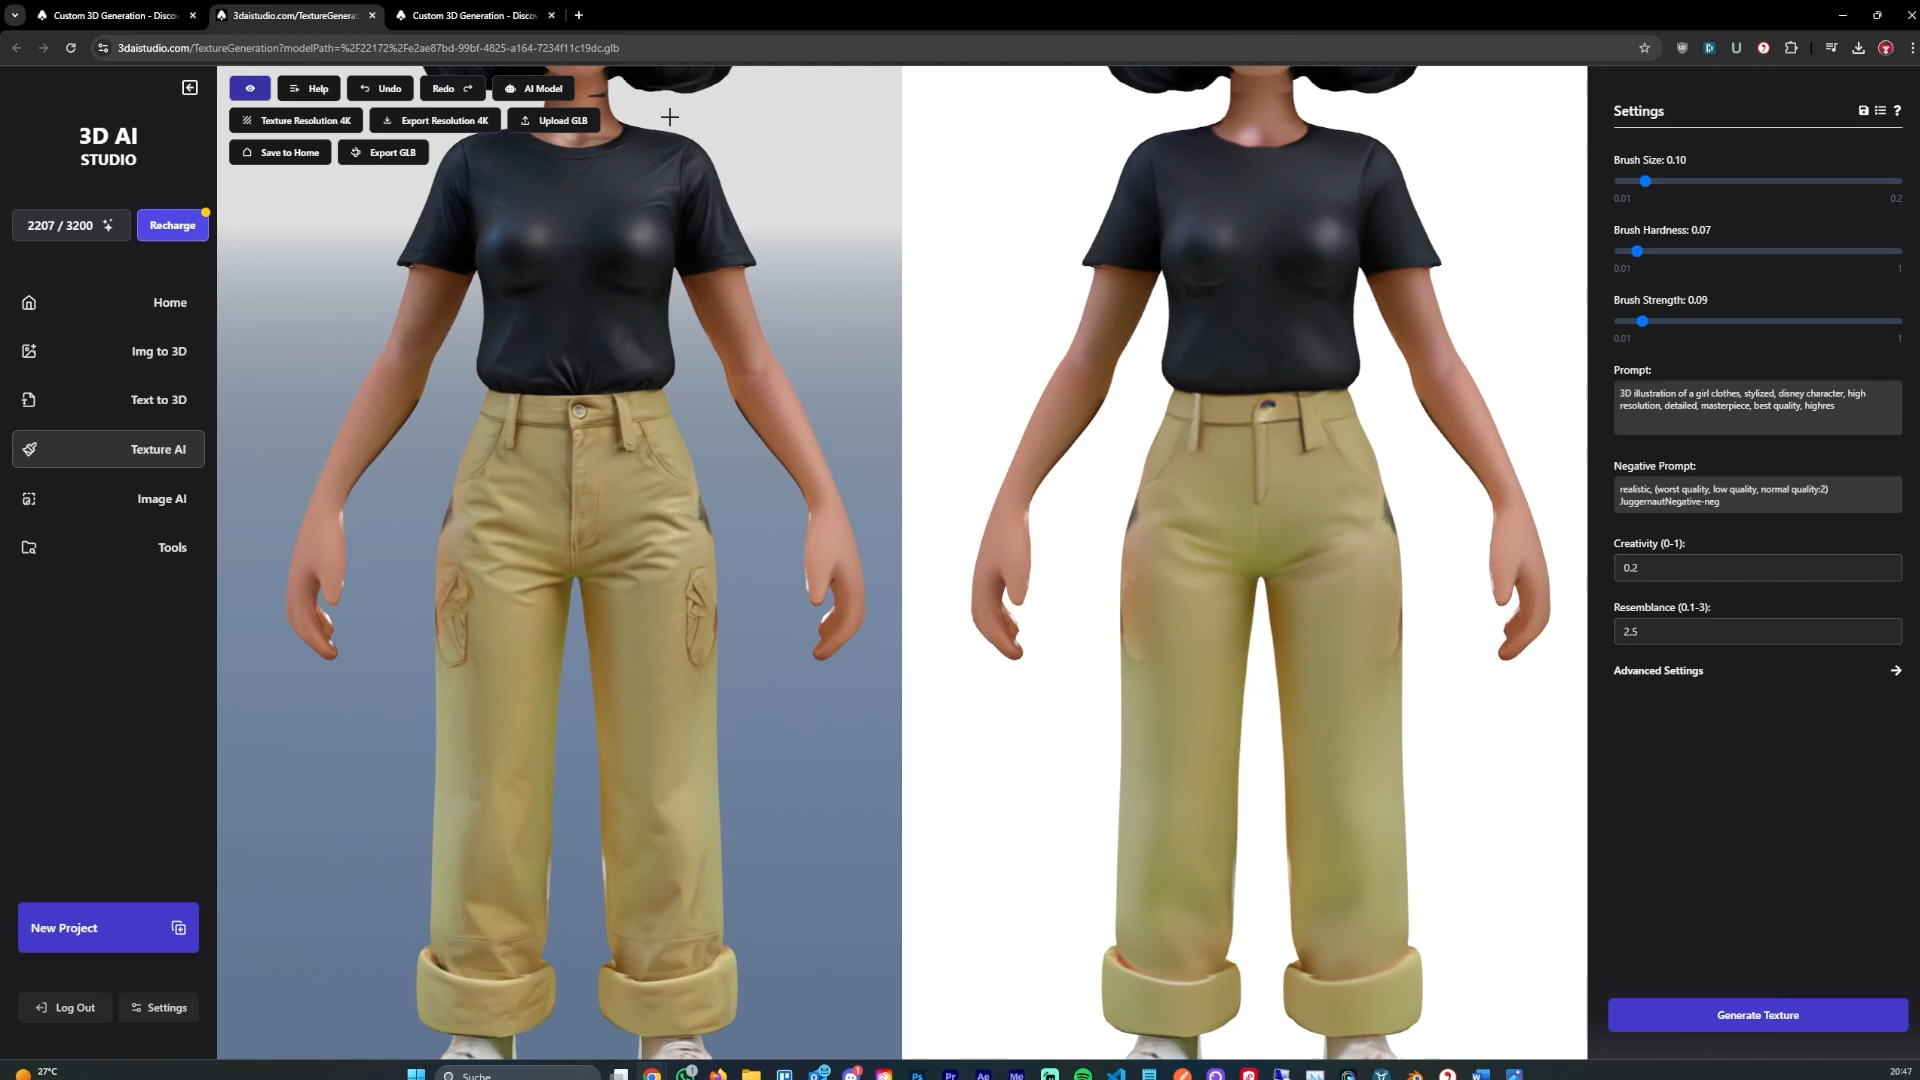 Custom 3D Generation - Discov
3daistudio.com/TextureGenerat
Custom 3D Generation - Discov
3daistudio.com/TextureGeneration?modelPath=%2F22172%2Fe2ae87bd-99bf-4825-a164-7234f11c19dc.glb
3D AI
STUDIO
2207 / 3200
Recharge
Home
Img to 3D
Text to 3D
Texture AI
Image AI
Tools
New Project
Log Out
Settings
Help
Undo
Redo
AI Model
Texture Resolution 4K
Export Resolution 4K
Upload GLB
Save to Home
Export GLB
Settings
?
Brush Size: 0.10
0.01
0.2
Brush Hardness: 0.07
0.01
1
Brush Strength: 0.09
0.01
1
Prompt:
3D illustration of a girl clothes, stylized, disney character, high
resolution, detailed, masterpiece, best quality, highres
Negative Prompt:
realistic, (worst quality, low quality, normal quality:2)
JuggernautNegative-neg
Creativity (0-1):
0.2
Resemblance (0.1-3):
2.5
Advanced Settings
Generate Texture
27°C
Suche
Ps
Pr
Ae
Me
20:47